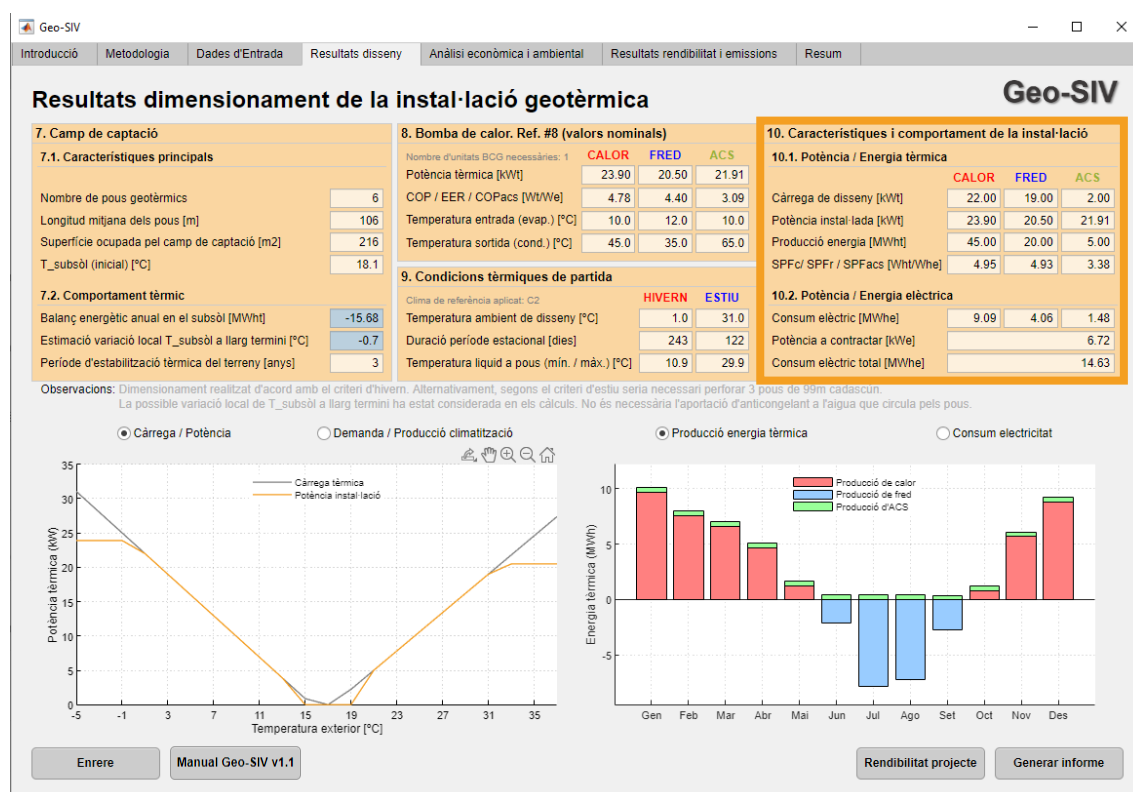 Geo-SIV
Introducció Metodologia Dades d'Entrada Resultats disseny Anàlisi econòmica i ambiental Resultats rendibilitat i emissions Resum
Resultats dimensionament de la instal·lació geotèrmica
Geo-SIV
7. Camp de captació
7.1. Característiques principals
Nombre de pous geotèrmics 6
Longitud mitjana dels pous [m] 106
Superfície ocupada pel camp de captació [m2] 216
T_subsòl (inicial) [ºC] 18.1
7.2. Comportament tèrmic
Balanç energètic anual en el subsòl [MWht] -15.68
Estimació variació local T_subsòl a llarg termini [ºC] -0.7
Període d'estabilització tèrmica del terreny [anys] 3
8. Bomba de calor. Ref. #8 (valors nominals)
Nombre d'unitats BCG necessàries: 1 CALOR FRED ACS
Potència tèrmica [kWt] 23.90 20.50 21.91
COP / EER / COPacs [Wt/We] 4.78 4.40 3.09
Temperatura entrada (evap.) [ºC] 10.0 12.0 10.0
Temperatura sortida (cond.) [ºC] 45.0 35.0 65.0
9. Condicions tèrmiques de partida
Clima de referència aplicat: C2 HIVERN ESTIU
Temperatura ambient de disseny [ºC] 1.0 31.0
Duració període estacional [dies] 243 122
Temperatura liquid a pous (mín. / màx.) [ºC] 10.9 29.9
10. Característiques i comportament de la instal·lació
10.1. Potència / Energia tèrmica
CALOR FRED ACS
Càrrega de disseny [kWt] 22.00 19.00 2.00
Potència instal·lada [kWt] 23.90 20.50 21.91
Producció energia [MWht] 45.00 20.00 5.00
SPFc/ SPFr / SPFacs [Wht/Whe] 4.95 4.93 3.38
10.2. Potència / Energia elèctrica
Consum elèctric [MWhe] 9.09 4.06 1.48
Potència a contractar [kWe] 6.72
Consum elèctric total [MWhe] 14.63
Observacions: Dimensionament realitzat d'acord amb el criteri d'hivern. Alternativament, segons el criteri d'estiu seria necessari perforar 3 pous de 99m cadascún.
La possible variació local de T_subsòl a llarg termini ha estat considerada en els càlculs. No és necessària l'aportació d'anticongelant a l'aigua que circula pels pous.
Càrrega / Potència Demanda / Producció climatització
Producció energia tèrmica Consum electricitat
Càrrega tèrmica
Potència instal·lació
Potència tèrmica (kW)
35
30
25
20
15
10
5
0
-5 -1 3 7 11 15 19 23 27 31 35
Temperatura exterior [ºC]
Producció de calor
Producció de fred
Producció d'ACS
Energia tèrmica (MWh)
10
5
0
-5
Gen Feb Mar Abr Mai Jun Jul Ago Set Oct Nov Des
Enrere Manual Geo-SIV v1.1 Rendibilitat projecte Generar informe